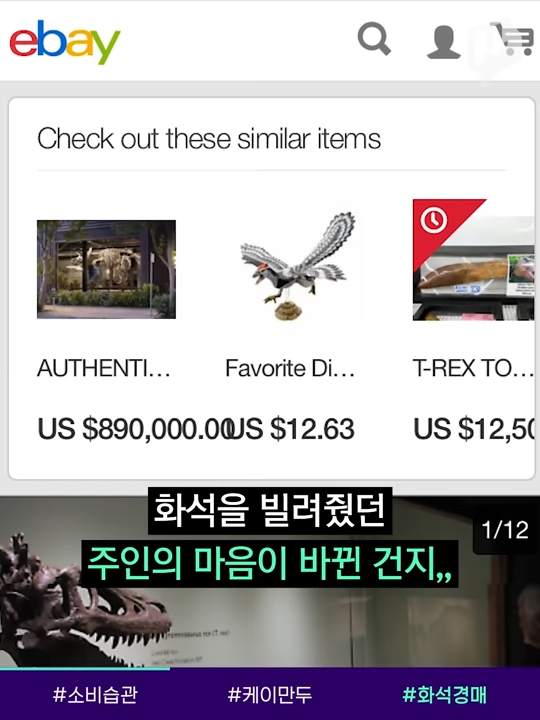 ebay
Check out these similar items
AUTHENTI...
Favorite Di...
T-REX TO...
US $890,000.00
US $12.63
US $12,50
화석을 빌려줬던
주인의 마음이 바뀐 건지,,
1/12
#소비습관
#케이만두
#화석경매